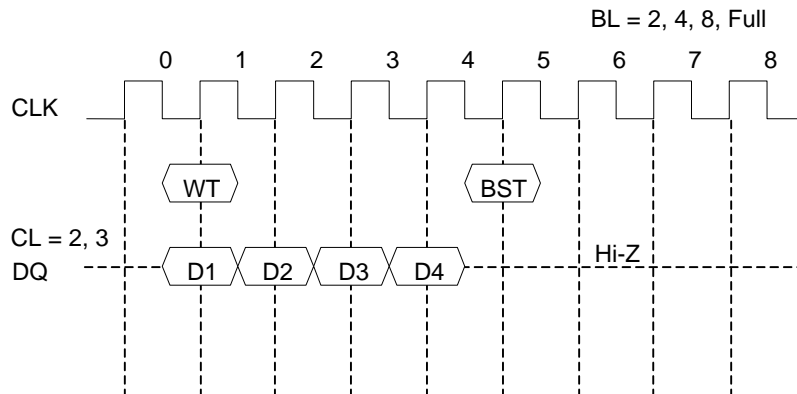 BL = 2, 4, 8, Full
0 1 2 3 4 5 6 7 8
CLK
WT BST
CL = 2, 3
DQ D1 D2 D3 D4 Hi-Z